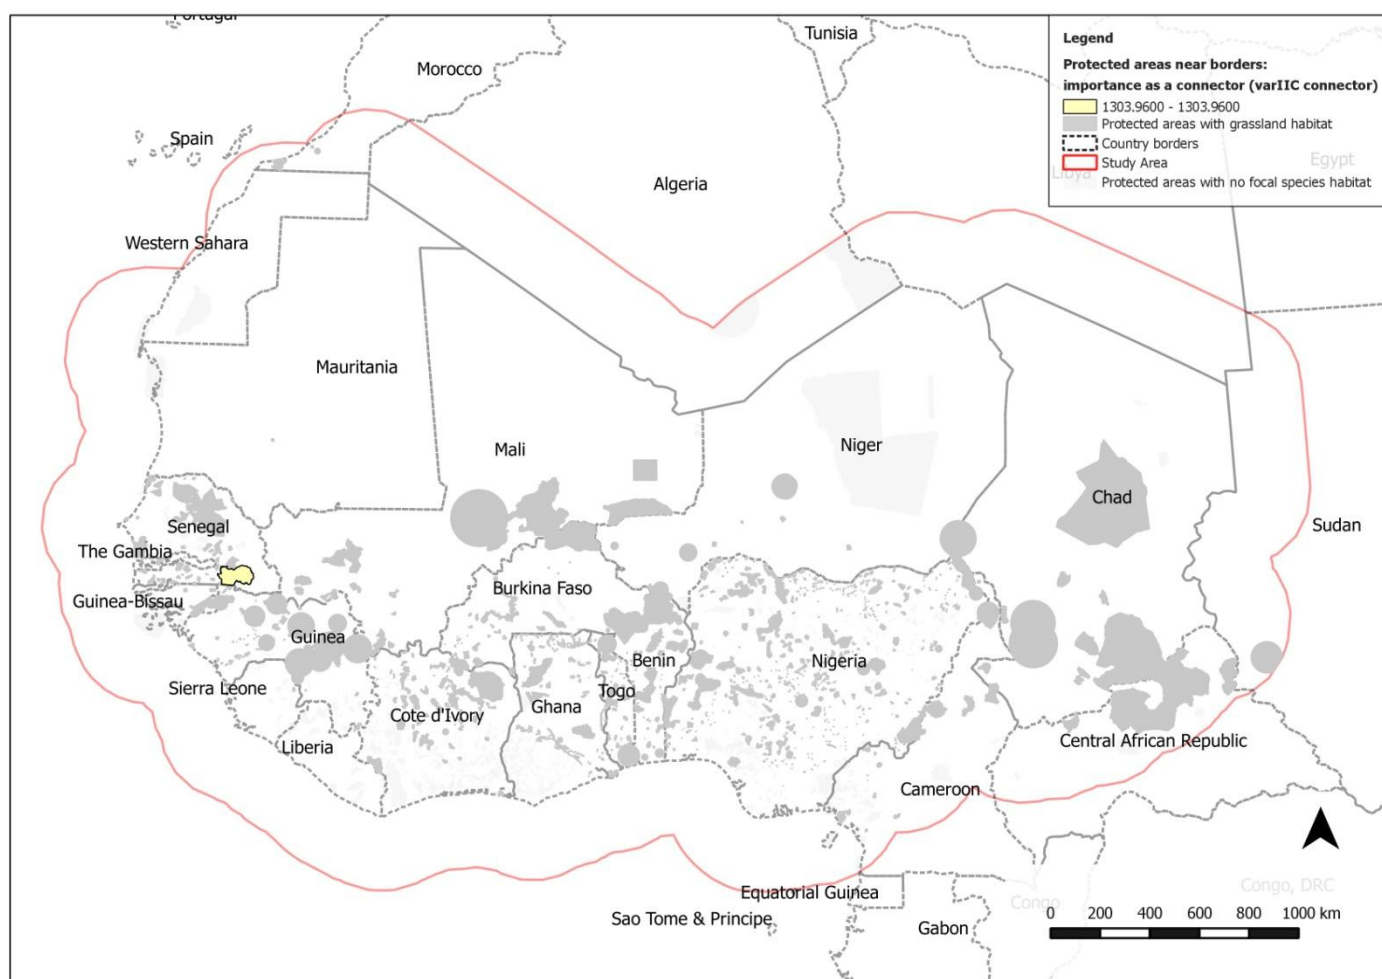 Portugal
Tunisia
Legend
Protected areas near borders:
importance as a connector (varIIC connector)
1303.9600 - 1303.9600
Protected areas with grassland habitat
Country borders
Study Area
Protected areas with no focal species habitat
Morocco
Spain
Algeria
Libya
Egypt
Western Sahara
Mauritania
Mali
Niger
Chad
Senegal
Sudan
The Gambia
Burkina Faso
Guinea-Bissau
Guinea
Benin
Nigeria
Sierra Leone
Togo
Ghana
Cote d'Ivory
Liberia
Central African Republic
Cameroon
Equatorial Guinea
Congo, DRC
Congo
Sao Tome & Principe
Gabon
0 200 400 600 800 1000 km